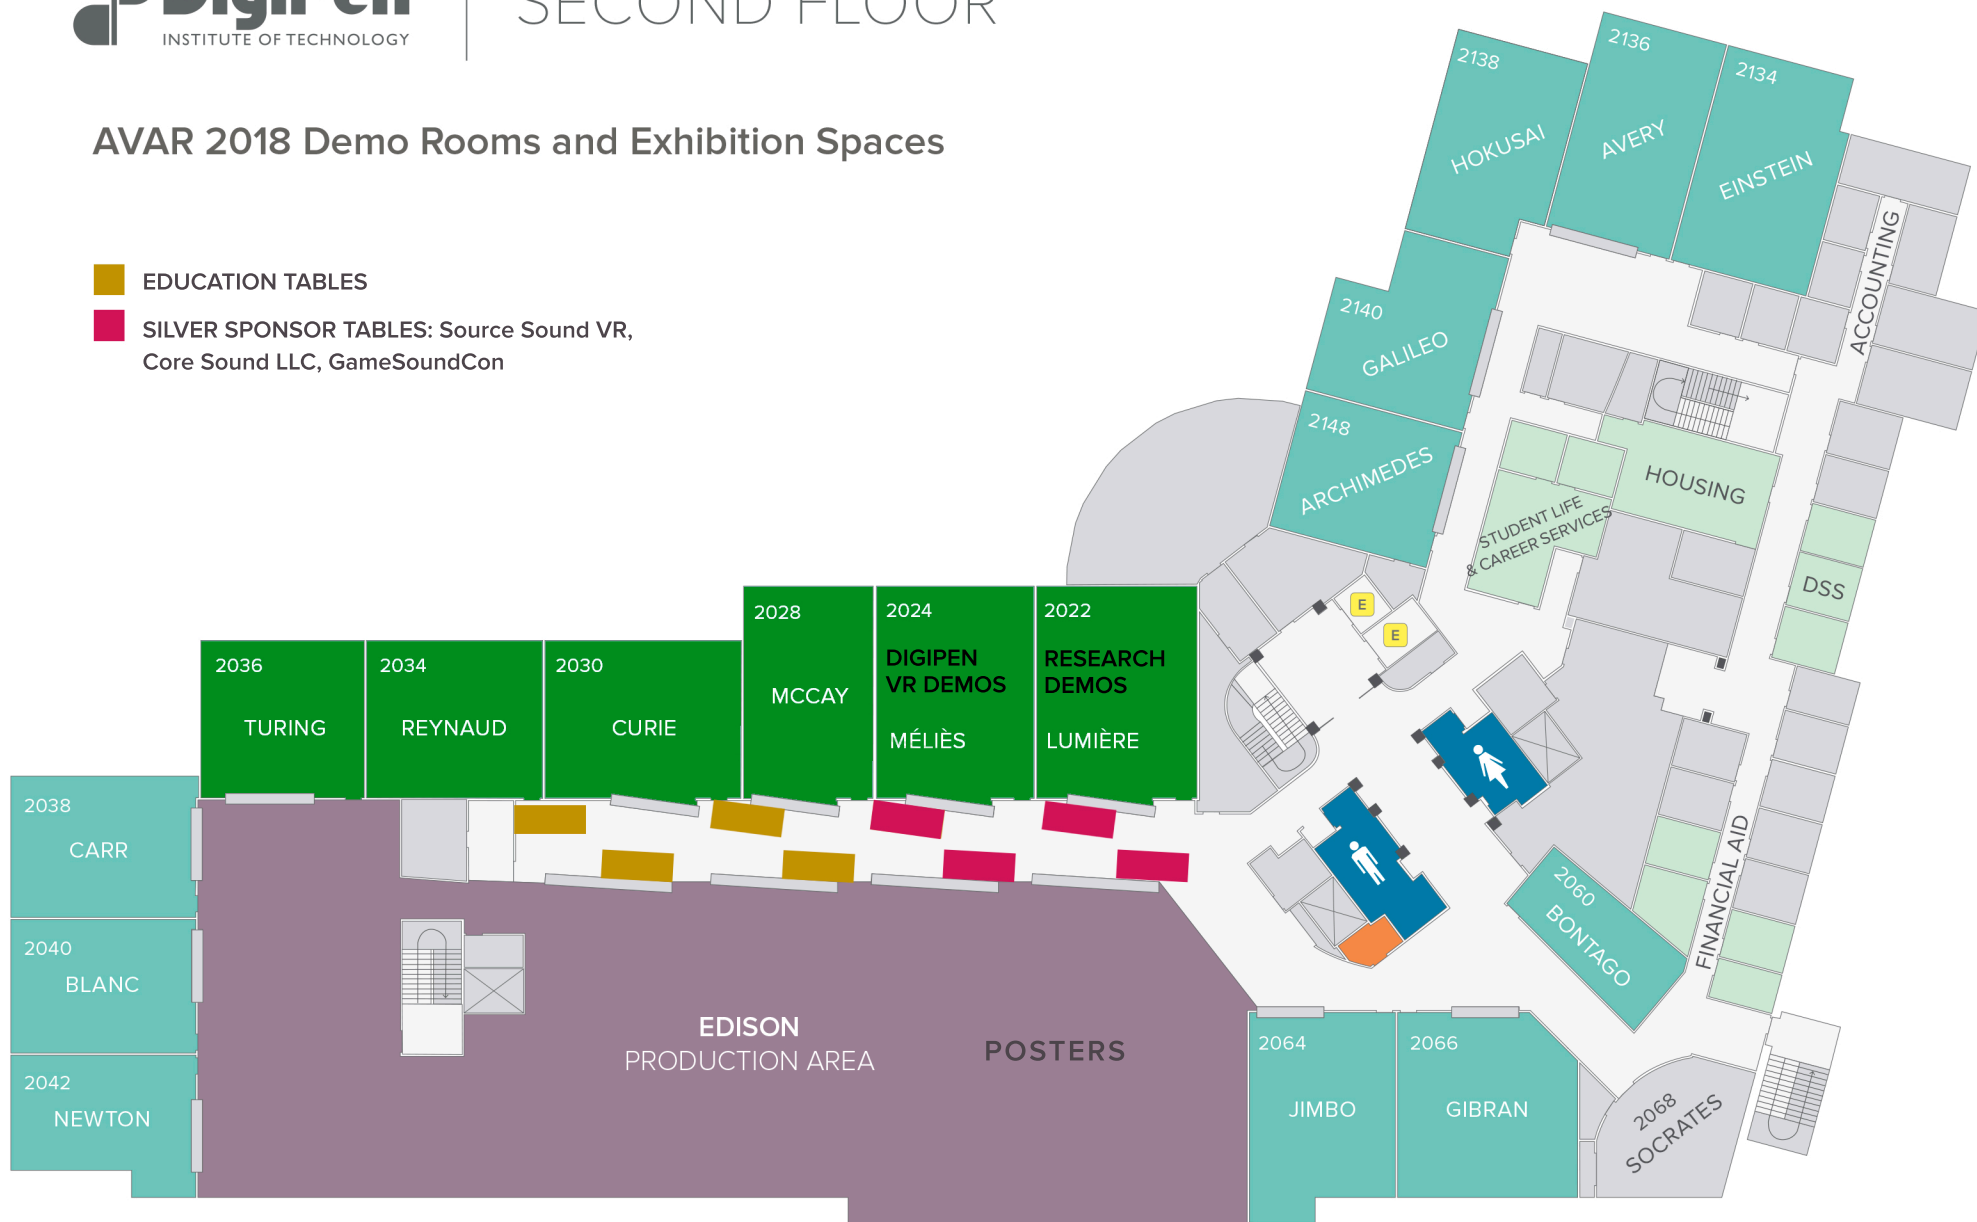 DigiPen
INSTITUTE OF TECHNOLOGY
SECOND FLOOR
AVAR 2018 Demo Rooms and Exhibition Spaces
EDUCATION TABLES
SILVER SPONSOR TABLES: Source Sound VR,
Core Sound LLC, GameSoundCon
2138
HOKUSAI
2136
AVERY
2134
EINSTEIN
ACCOUNTING
2140
GALILEO
2148
ARCHIMEDES
HOUSING
STUDENT LIFE
& CAREER SERVICES
DSS
E
E
2036
TURING
2034
REYNAUD
2030
CURIE
2028
MCCAY
2024
DIGIPEN
VR DEMOS
MÉLIÈS
2022
RESEARCH
DEMOS
LUMIÈRE
2038
CARR
2040
BLANC
2042
NEWTON
EDISON
PRODUCTION AREA
POSTERS
2060
BONTAGO
FINANCIAL AID
2064
JIMBO
2066
GIBRAN
2068
SOCRATES